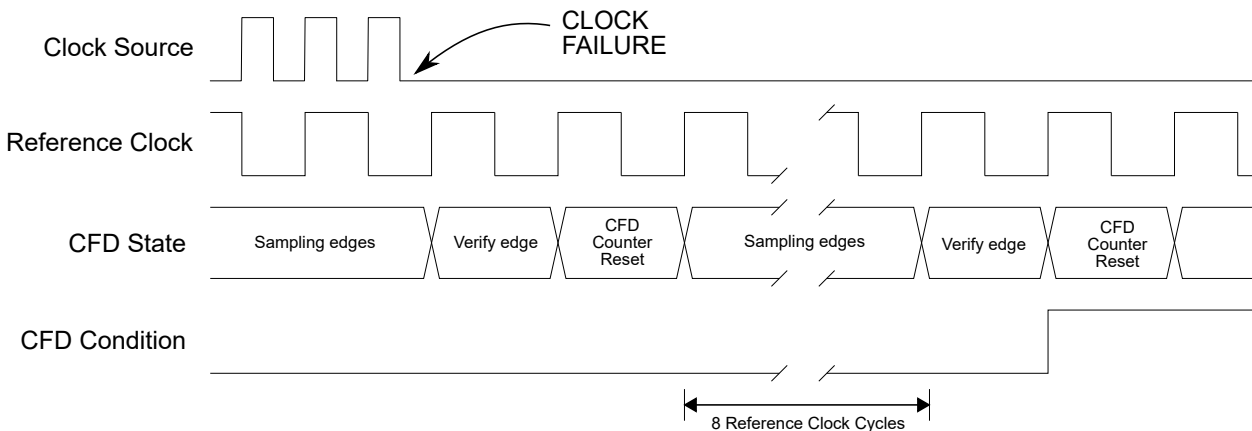 CLOCK
FAILURE
Clock Source
Reference Clock
CFD State
Sampling edges
Verify edge
CFD
Counter
Reset
Sampling edges
Verify edge
CFD
Counter
Reset
CFD Condition
8 Reference Clock Cycles